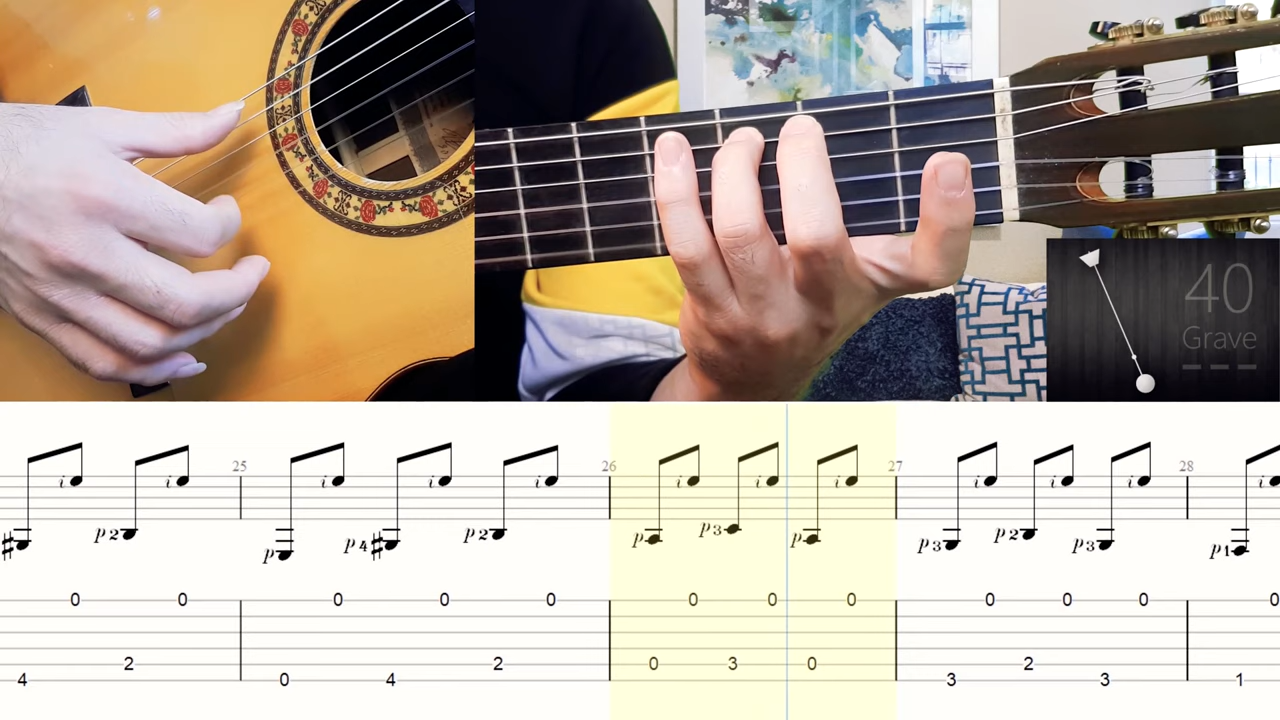 40
Grave
25
26
27
28
i i i i i i i i i i i i
p 2 p p 4 p 2 p p 3 p p 3 p 2 p 3 p 1
0 0 0 0 0 0 0 0 0 0 0 0
2 2 0 3 0 2
4 0 4 3 3 1